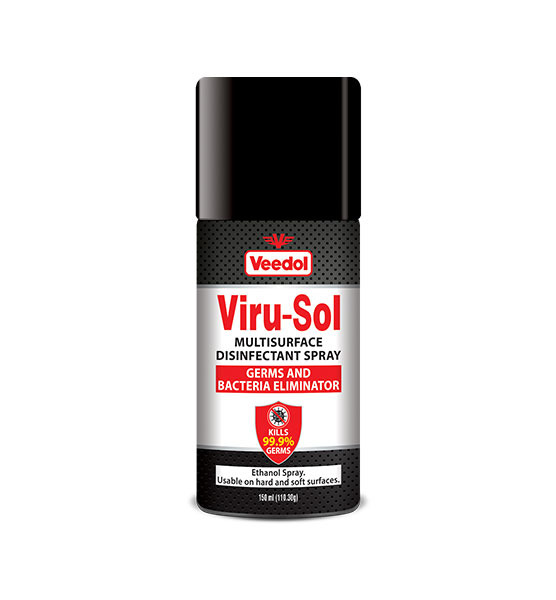 Veedol
Viru-Sol
MULTISURFACE
DISINFECTANT SPRAY
GERMS AND
BACTERIA ELIMINATOR
KILLS
99.9%
GERMS
Ethanol Spray.
Usable on hard and soft surfaces.
150 ml (110.30g)